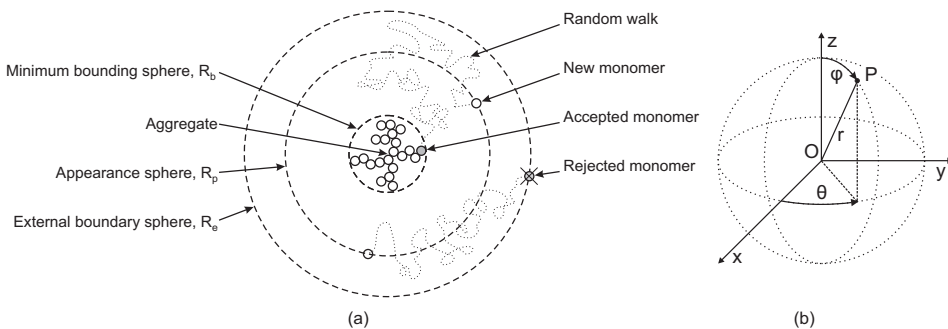 Random walk
New monomer
Accepted monomer
Rejected monomer
Minimum bounding sphere, R_b
Aggregate
Appearance sphere, R_p
External boundary sphere, R_e
(a)
z
φ
P
r
O
y
θ
x
(b)